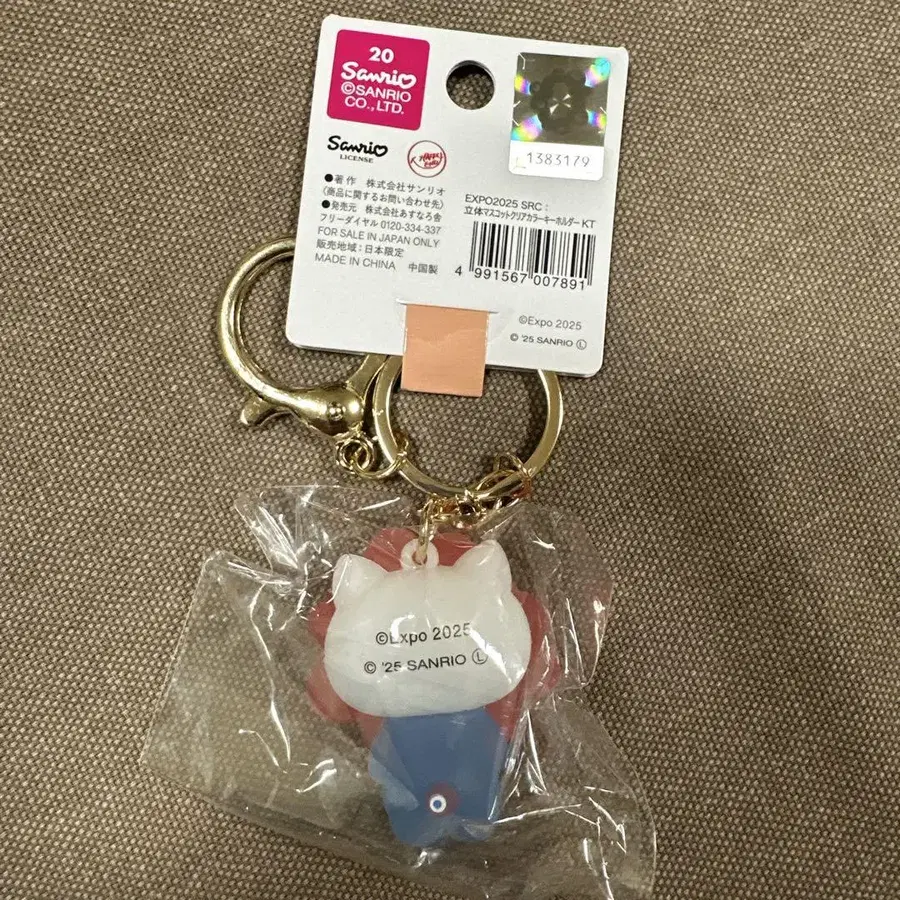 20
Sanrio
©SANRIO
CO.,LTD.
Sanrio
LICENSE
●著作 株式会社サンリオ
〈商品に関するお問い合わせ先〉
●発売元 株式会社あすなろ舎
フリーダイヤル 0120-334-337
FOR SALE IN JAPAN ONLY
販売地域:日本限定
MADE IN CHINA 中国製
1383179
EXPO2025 SRC:
立体マスコットクリアカラーキーホルダー KT
4 991567 007891
©Expo 2025
© '25 SANRIO Ⓛ
©Expo 2025
© '25 SANRIO Ⓛ